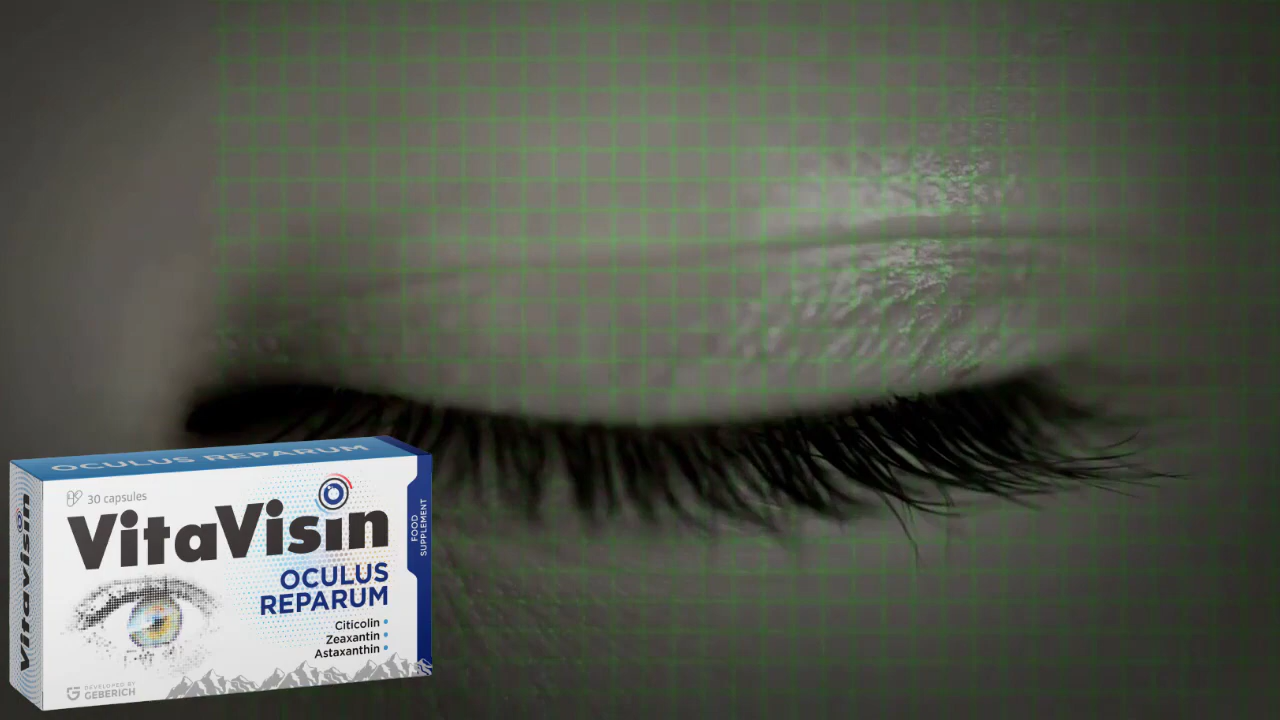 OCULUS REPARUM
30 capsules
VitaVisin
OCULUS
REPARUM
Citicolin
Zeaxantin
Astaxanthin
DEVELOPED BY
GEBERICH
FOOD
SUPPLEMENT
VitaVisin